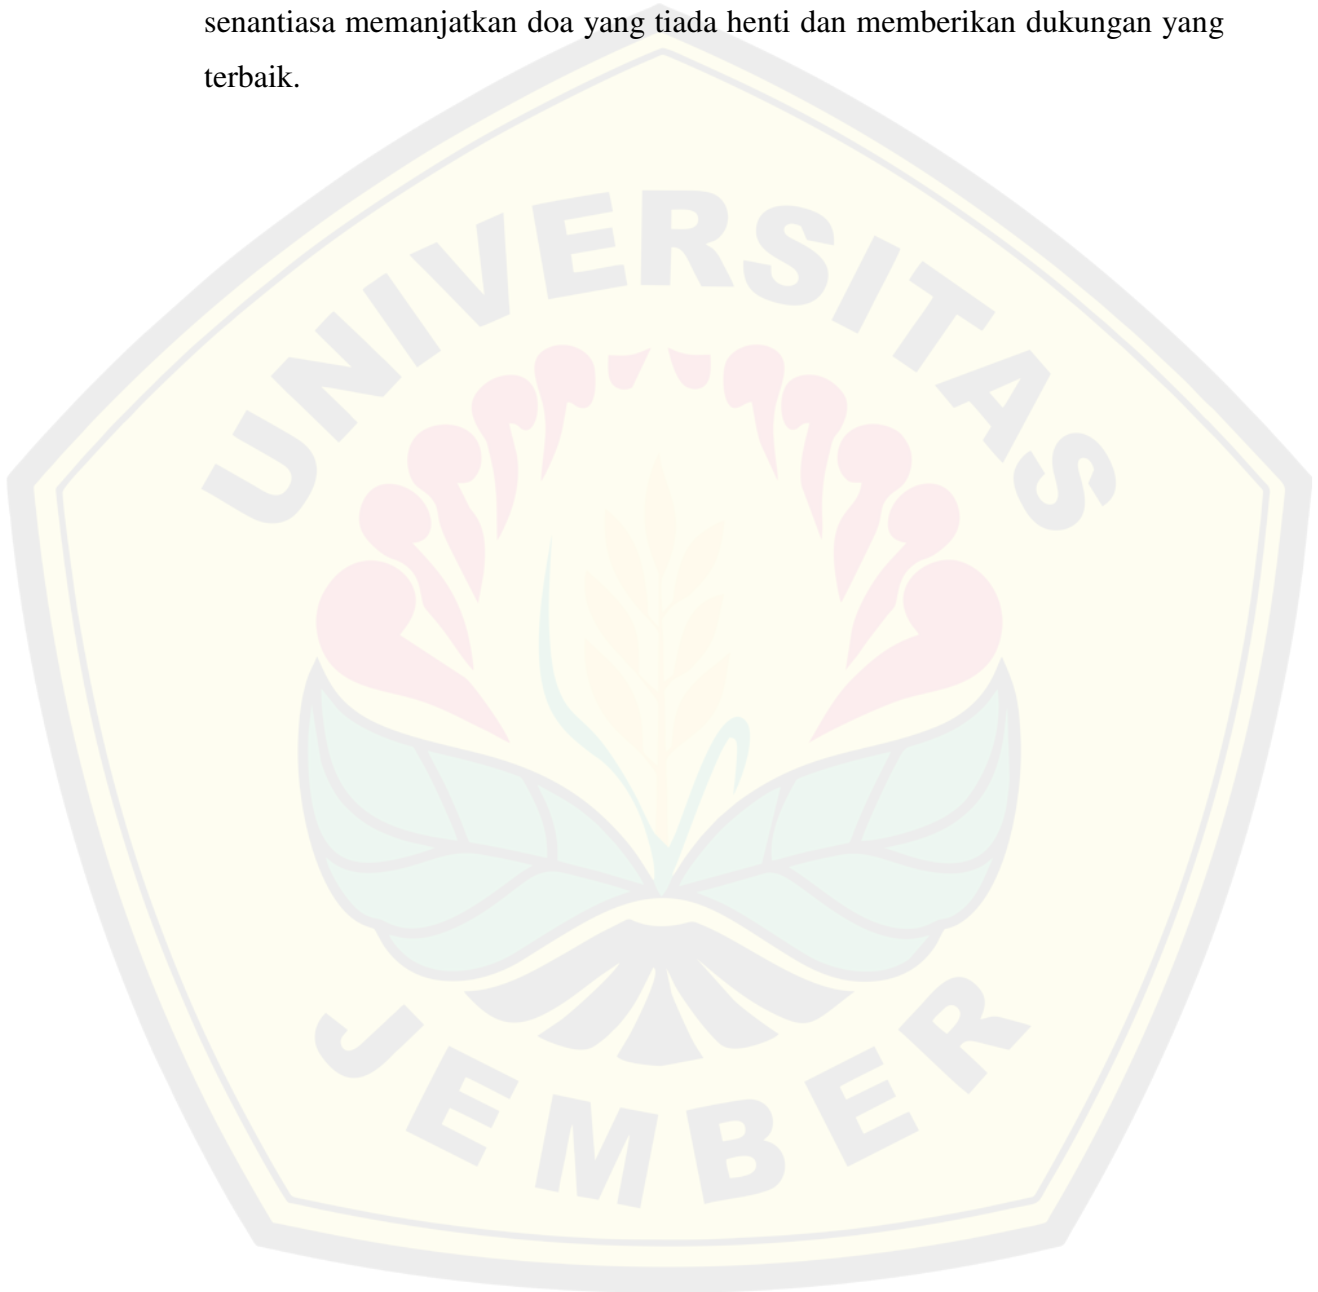 senantiasa memanjatkan doa yang tiada henti dan memberikan dukungan yang
terbaik.
UNIVERSITAS
JEMBER